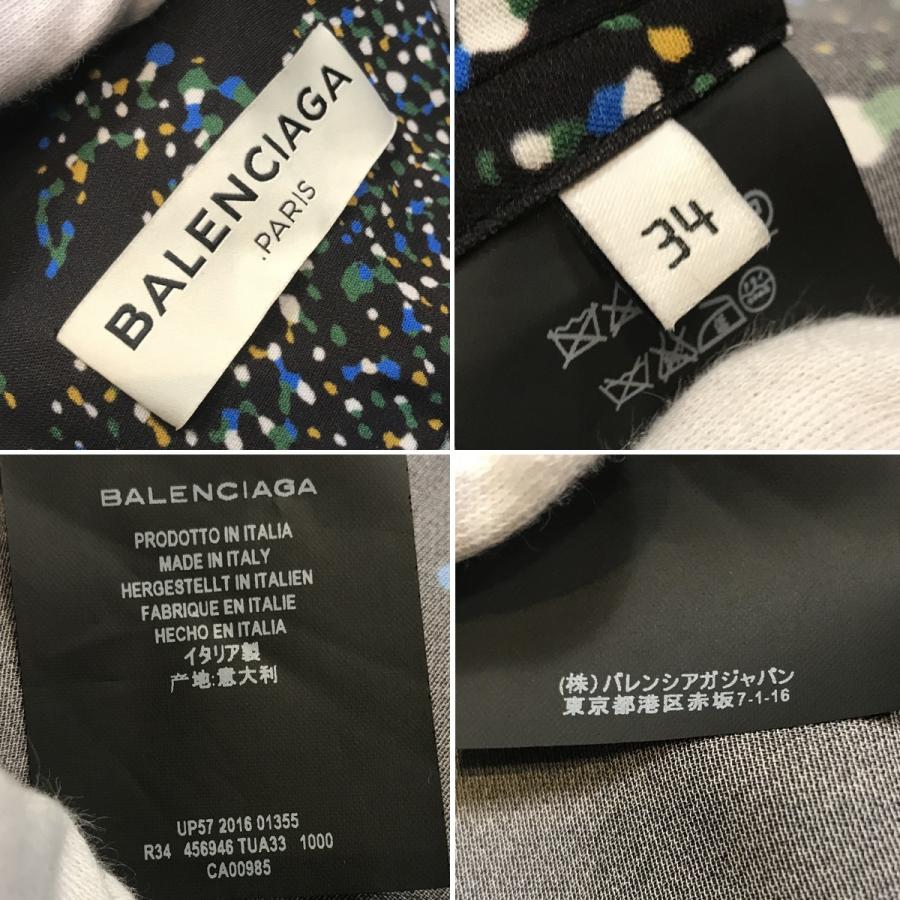 BALENCIAGA
.PARIS
34
BALENCIAGA
PRODOTTO IN ITALIA
MADE IN ITALY
HERGESTELLT IN ITALIEN
FABRIQUE EN ITALIE
HECHO EN ITALIA
イタリア製
产地:意大利
UP57 2016 01355
R34 456946 TUA33 1000
CA00985
(株)バレンシアガジャパン
東京都港区赤坂7-1-16